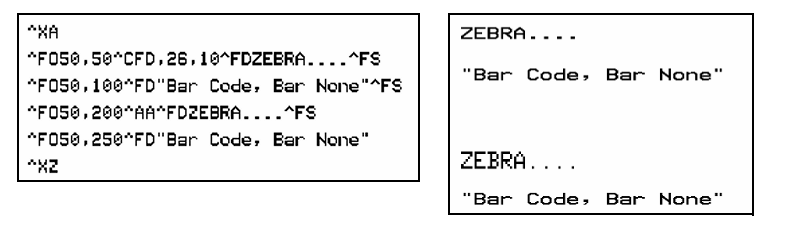 ^XA
^FO50,50^CFD,26,10^FDZEBRA....^FS
^FO50,100^FD"Bar Code, Bar None"^FS
^FO50,200^AA^FDZEBRA....^FS
^FO50,250^FD"Bar Code, Bar None"
^XZ
ZEBRA....
"Bar Code, Bar None"
ZEBRA....
"Bar Code, Bar None"